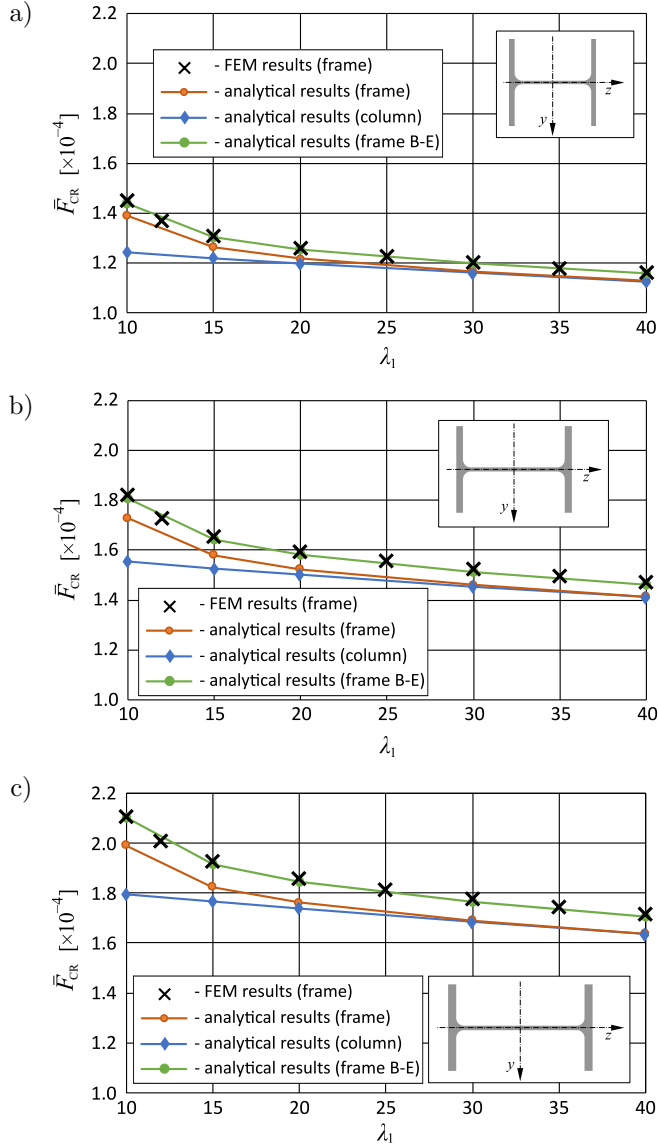 a)
2.2
2.0
1.8
1.6
1.4
1.2
1.0
F̿CR [×10⁻⁴]
- FEM results (frame)
- analytical results (frame)
- analytical results (column)
- analytical results (frame B-E)
z
y
10 15 20 25 30 35 40
λ1
b)
2.2
2.0
1.8
1.6
1.4
1.2
1.0
F̿CR [×10⁻⁴]
z
y
- FEM results (frame)
- analytical results (frame)
- analytical results (column)
- analytical results (frame B-E)
10 15 20 25 30 35 40
λ1
c)
2.2
2.0
1.8
1.6
1.4
1.2
1.0
F̿CR [×10⁻⁴]
- FEM results (frame)
- analytical results (frame)
- analytical results (column)
- analytical results (frame B-E)
z
y
10 15 20 25 30 35 40
λ1